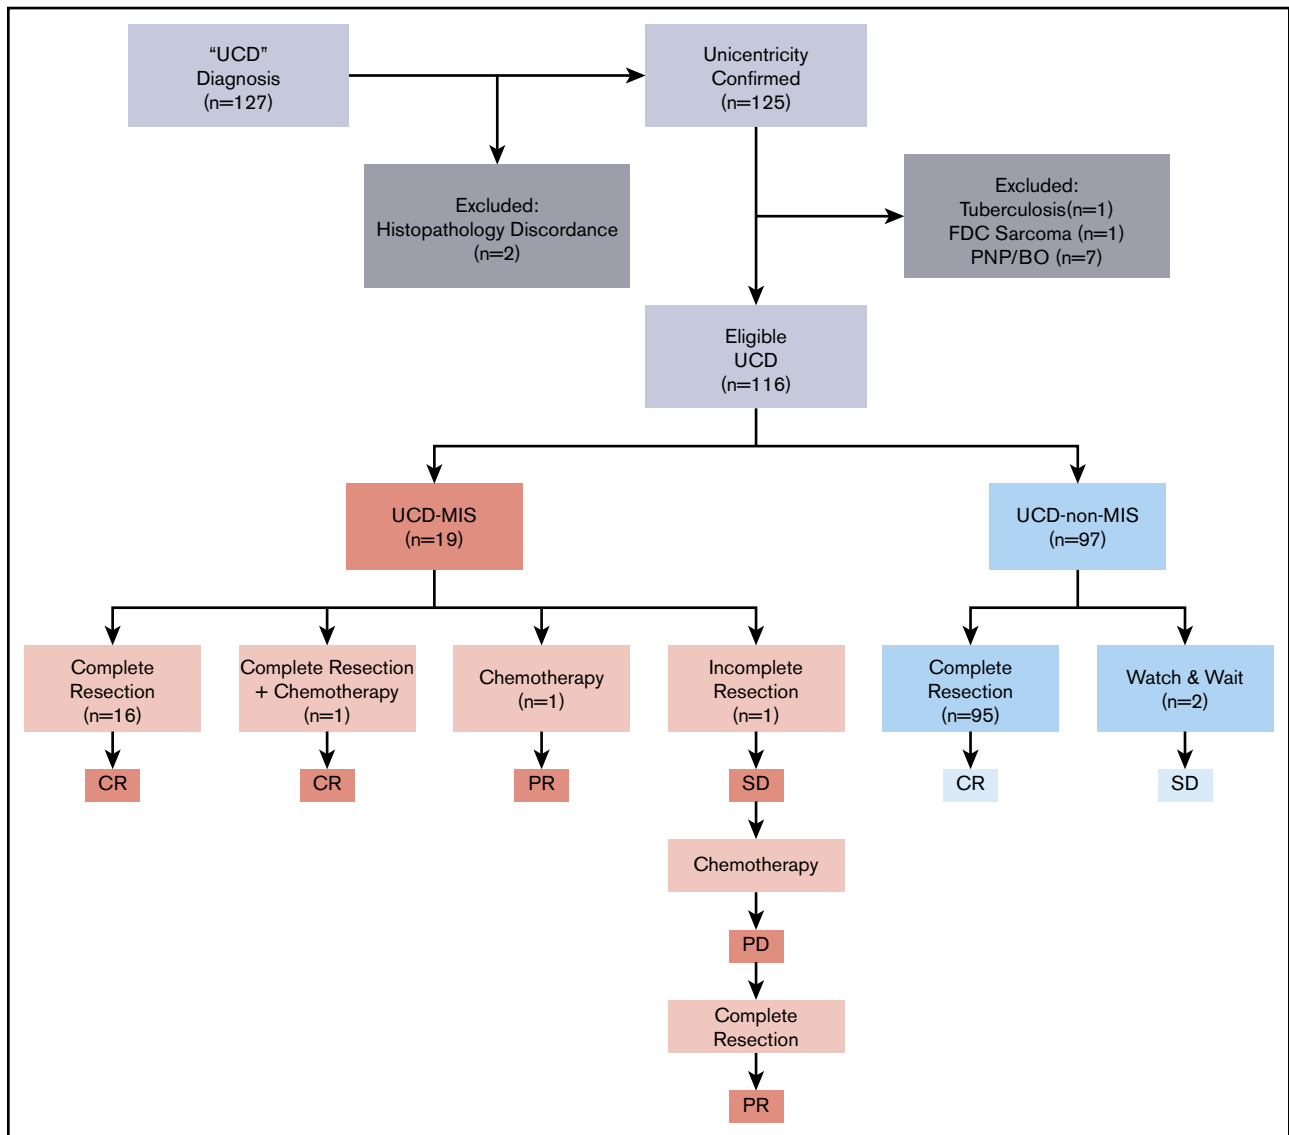 “UCD”
Diagnosis
(n=127)
Unicentricity
Confirmed
(n=125)
Excluded:
Histopathology Discordance
(n=2)
Excluded:
Tuberculosis(n=1)
FDC Sarcoma (n=1)
PNP/BO (n=7)
Eligible
UCD
(n=116)
UCD-MIS
(n=19)
UCD-non-MIS
(n=97)
Complete
Resection
(n=16)
Complete Resection
+ Chemotherapy
(n=1)
Chemotherapy
(n=1)
Incomplete
Resection
(n=1)
Complete
Resection
(n=95)
Watch & Wait
(n=2)
CR
CR
PR
SD
CR
SD
Chemotherapy
PD
Complete
Resection
PR